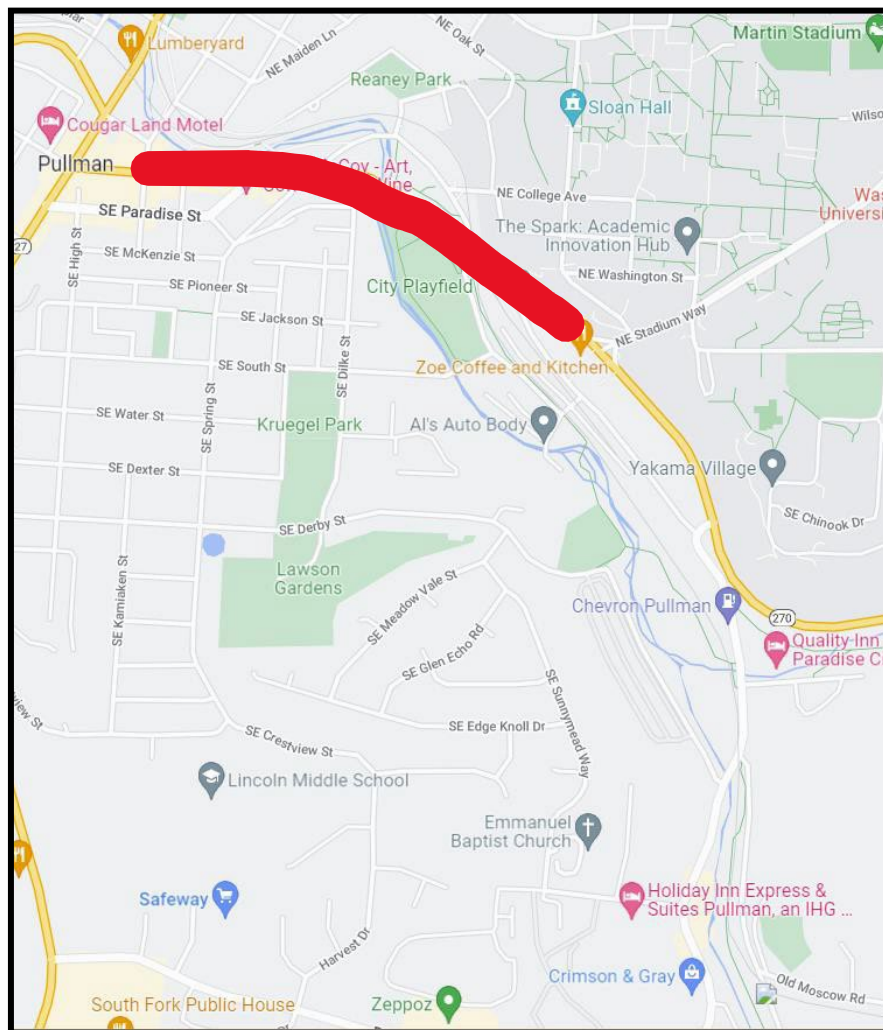 Lumberyard
NE Maiden Ln
NE Oak St
Martin Stadium
Reaney Park
Sloan Hall
Wilso
Cougar Land Motel
Pullman
Coy - Art,
ine
NE College Ave
Was
Universi
SE Paradise St
The Spark: Academic
Innovation Hub
27
SE High St
SE McKenzie St
NE Washington St
SE Pioneer St
City Playfield
SE Jackson St
NE Stadium Way
SE South St
SE Dilke St
Zoe Coffee and Kitchen
SE Water St
SE Spring St
Kruegel Park
Al's Auto Body
SE Dexter St
Yakama Village
SE Derby St
SE Chinook Dr
SE Kamiaken St
Lawson
Gardens
SE Meadow Vale St
Chevron Pullman
270
SE Glen Echo Rd
Quality Inn
Paradise C
view St
SE Sunnymead Way
SE Edge Knoll Dr
SE Crestview St
Lincoln Middle School
Emmanuel
Baptist Church
Safeway
Holiday Inn Express &
Suites Pullman, an IHG ...
Harvest Dr
Crimson & Gray
Old Moscow Rd
South Fork Public House
Zeppoz